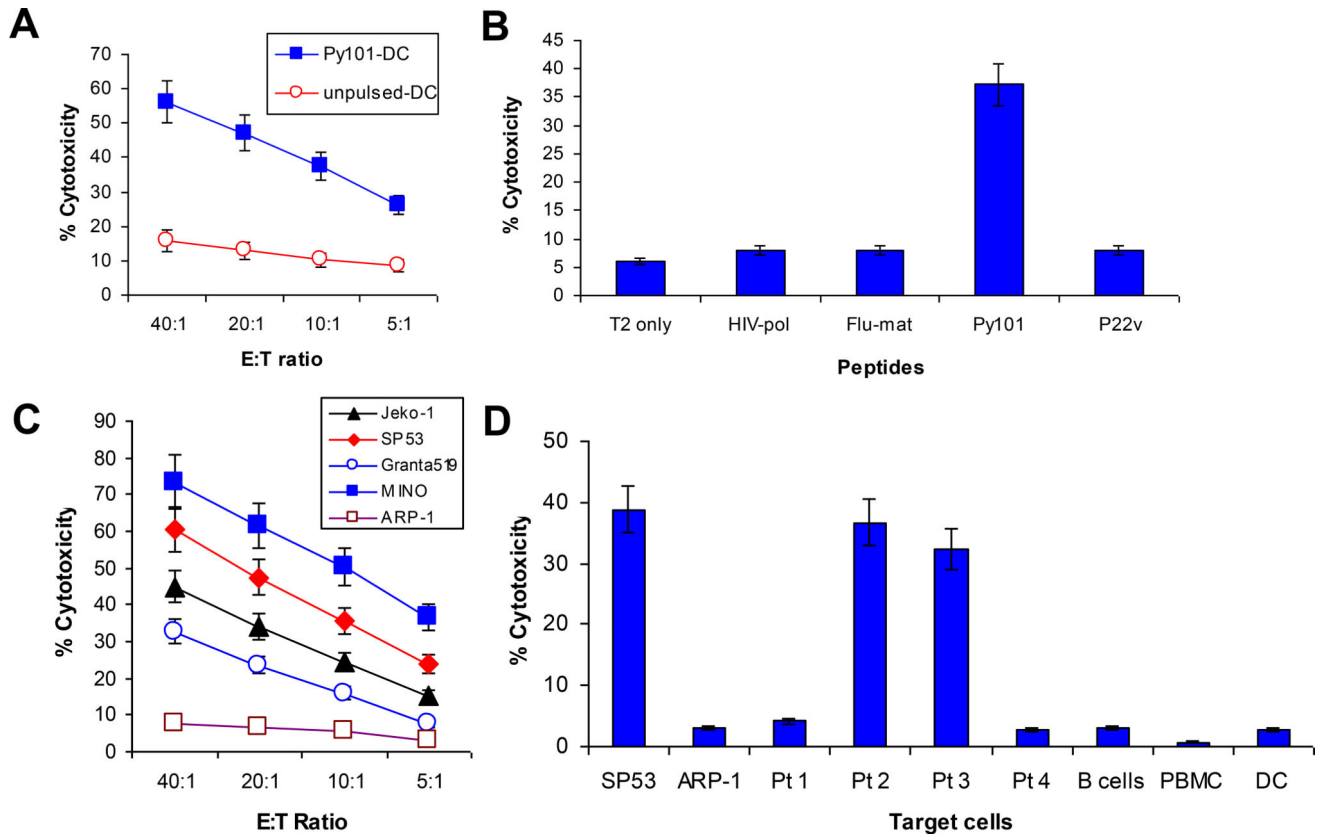 A
% Cytotoxicity
70
60
50
40
30
20
10
0
40:1 20:1 10:1 5:1
E:T ratio
Py101-DC
unpulsed-DC
B
% Cytotoxicity
45
40
35
30
25
20
15
10
5
0
T2 only HIV-pol Flu-mat Py101 P22v
Peptides
C
% Cytotoxicity
90
80
70
60
50
40
30
20
10
0
40:1 20:1 10:1 5:1
E:T Ratio
Jeko-1
SP53
Granta519
MINO
ARP-1
D
% Cytotoxicity
50
40
30
20
10
0
SP53 ARP-1 Pt 1 Pt 2 Pt 3 Pt 4 B cells PBMC DC
Target cells